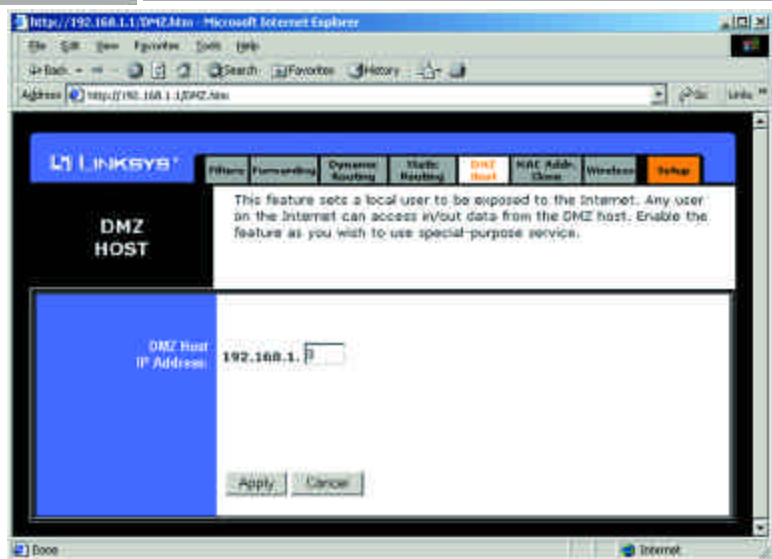 http://192.168.1.1/DMZ.htm - Microsoft Internet Explorer
File Edit View Favorites Tools Help
Back Search Favorites History
Address http://192.168.1.1/DMZ.htm Go Links »
LINKSYS®
Filters Forwarding Dynamic Routing Static Routing DMZ Host MAC Addr. Clone Wireless Setup
DMZ
HOST
This feature sets a local user to be exposed to the Internet. Any user
on the Internet can access in/out data from the DMZ host. Enable the
feature as you wish to use special-purpose service.
DMZ Host
IP Address:
192.168.1. 0
Apply Cancel
Done Internet